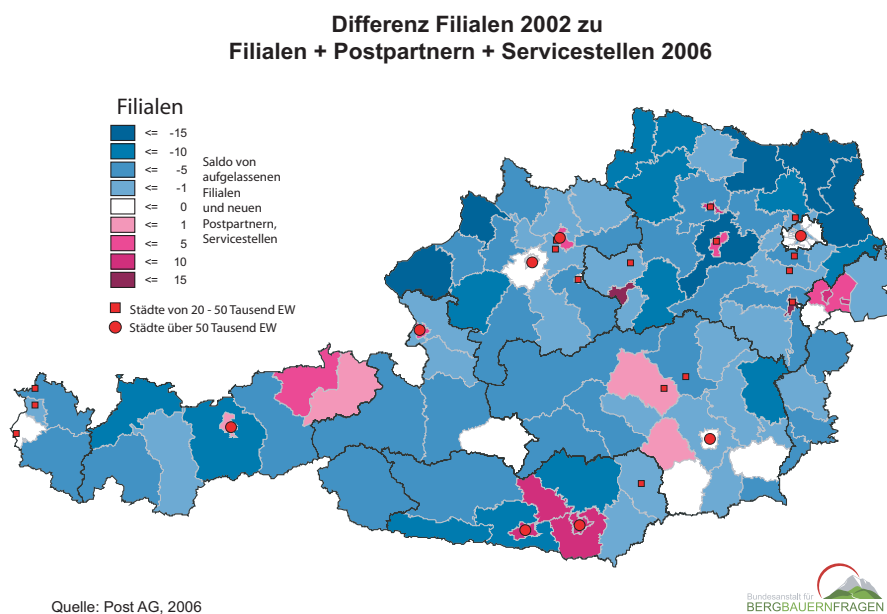 Differenz Filialen 2002 zu
Filialen + Postpartnern + Servicestellen 2006
Filialen
<= -15
<= -10
<= -5
<= -1
<= 0
<= 1
<= 5
<= 10
<= 15
Saldo von
aufgelassenen
Filialen
und neuen
Postpartnern,
Servicestellen
Städte von 20 - 50 Tausend EW
Städte über 50 Tausend EW
Quelle: Post AG, 2006
Bundesanstalt für
BERGBAUERNFRAGEN